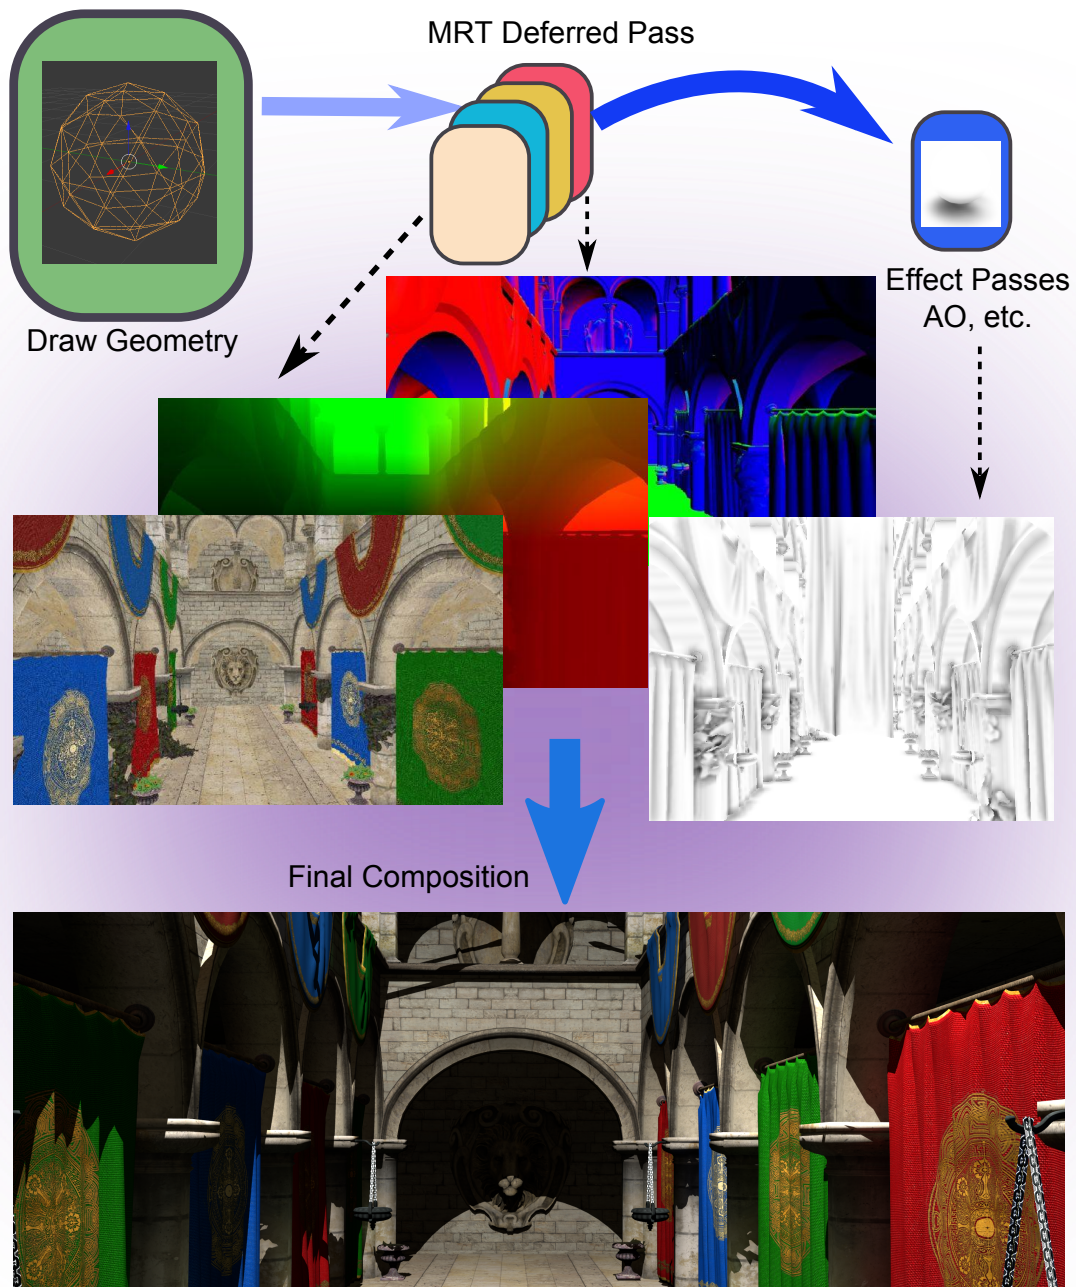 MRT Deferred Pass
Draw Geometry
Effect Passes
AO, etc.
Final Composition